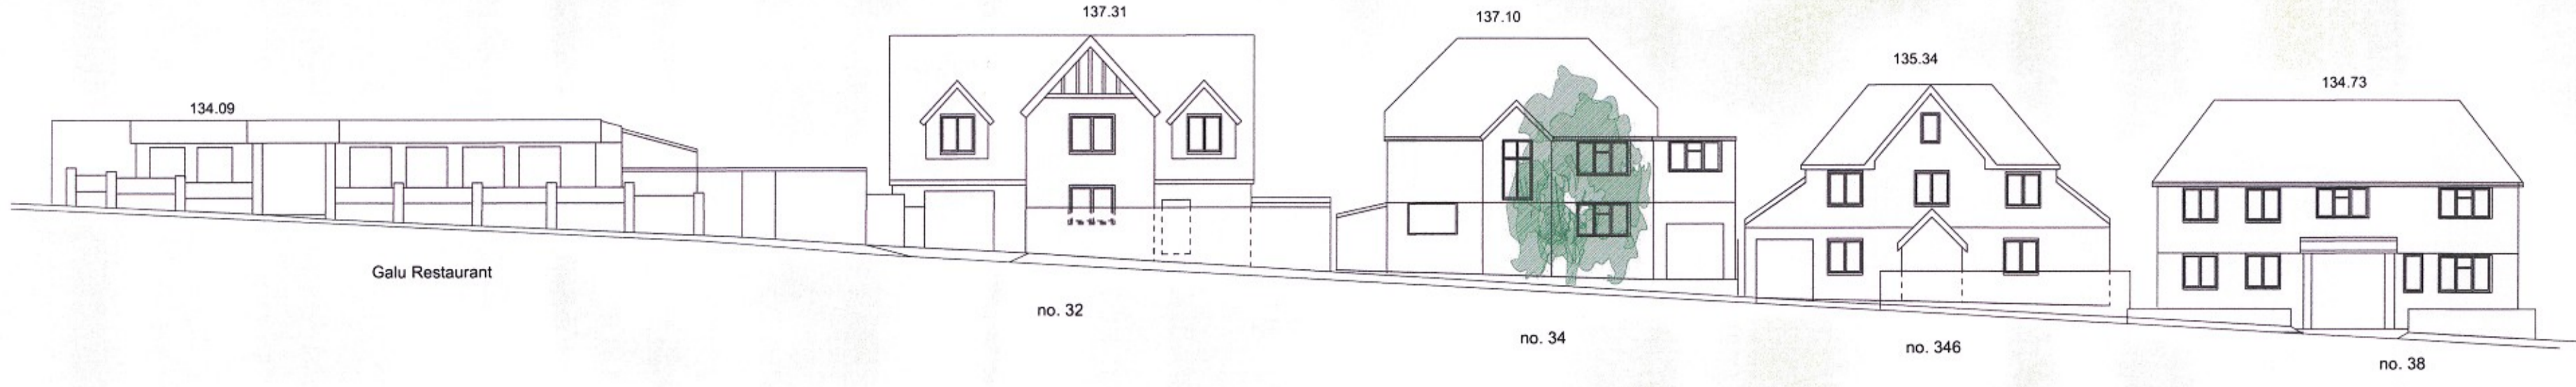 137.31
137.10
135.34
134.73
134.09
Galu Restaurant
no. 32
no. 34
no. 346
no. 38